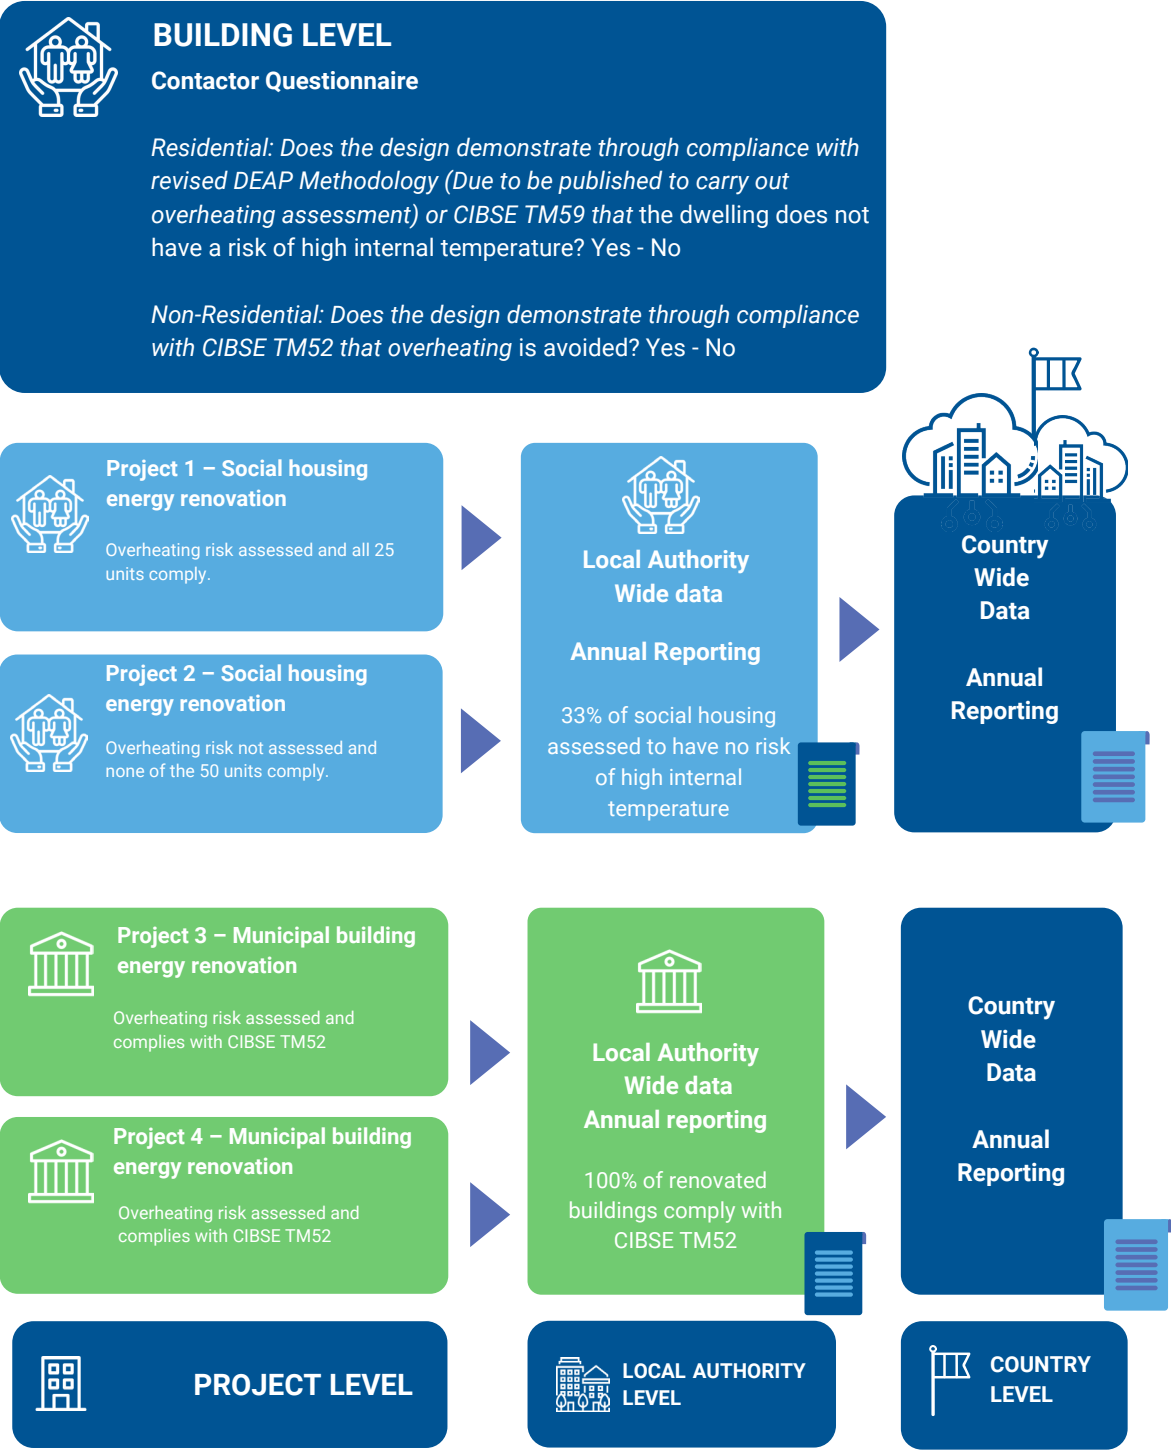 BUILDING LEVEL
Contactor Questionnaire
Residential: Does the design demonstrate through compliance with
revised DEAP Methodology (Due to be published to carry out
overheating assessment) or CIBSE TM59 that the dwelling does not
have a risk of high internal temperature? Yes - No
Non-Residential: Does the design demonstrate through compliance
with CIBSE TM52 that overheating is avoided? Yes - No
Project 1 – Social housing
energy renovation
Overheating risk assessed and all 25
units comply.
Project 2 – Social housing
energy renovation
Overheating risk not assessed and
none of the 50 units comply.
Local Authority
Wide data
Annual Reporting
33% of social housing
assessed to have no risk
of high internal
temperature
Country
Wide
Data
Annual
Reporting
Project 3 – Municipal building
energy renovation
Overheating risk assessed and
complies with CIBSE TM52
Project 4 – Municipal building
energy renovation
Overheating risk assessed and
complies with CIBSE TM52
Local Authority
Wide data
Annual reporting
100% of renovated
buildings comply with
CIBSE TM52
Country
Wide
Data
Annual
Reporting
PROJECT LEVEL
LOCAL AUTHORITY
LEVEL
COUNTRY
LEVEL